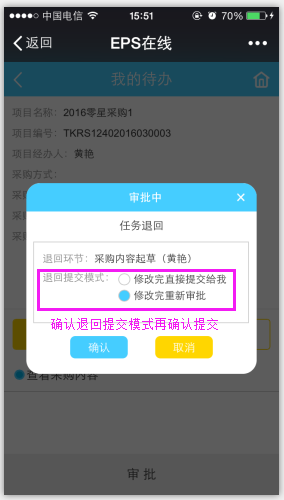 中国电信 15:51 70%
返回 EPS在线
我的待办
项目名称：2016零星采购1
项目编号：TKRS12402016030003
项目经办人：黄艳
采购方式：
采购
采
采
审批中
任务退回
退回环节：采购内容起草（黄艳）
退回提交模式：修改完直接提交给我
修改完重新审批
确认退回提交模式再确认提交
确认 取消
查看采购内容
审 批